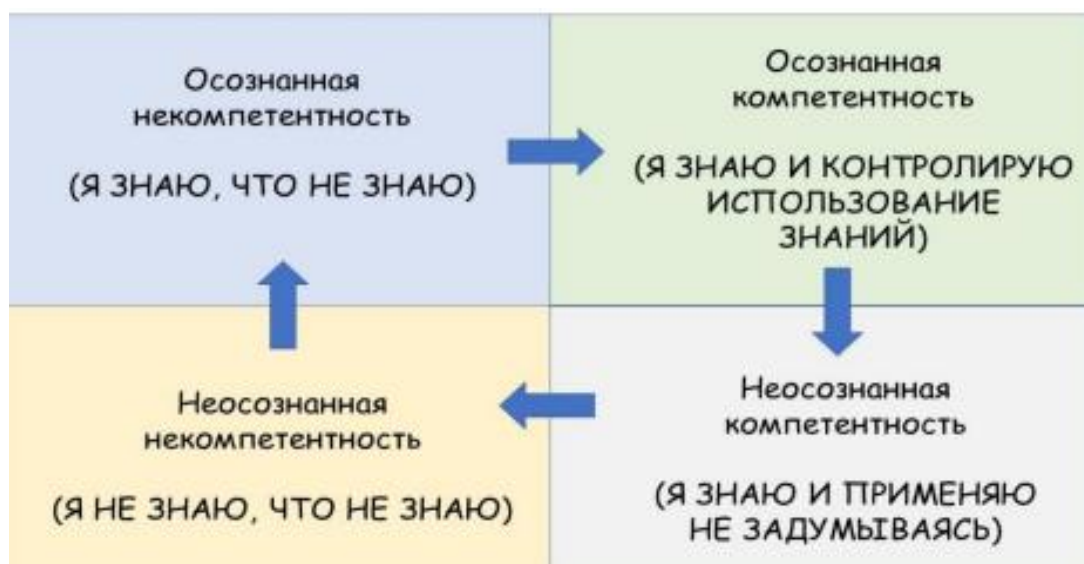 Осознанная
некомпетентность
(Я ЗНАЮ, ЧТО НЕ ЗНАЮ)
Осознанная
компетентность
(Я ЗНАЮ И КОНТРОЛИРУЮ
ИСПОЛЬЗОВАНИЕ
ЗНАНИЙ)
Неосознанная
некомпетентность
(Я НЕ ЗНАЮ, ЧТО НЕ ЗНАЮ)
Неосознанная
компетентность
(Я ЗНАЮ И ПРИМЕНЯЮ
НЕ ЗАДУМЫВАЯСЬ)